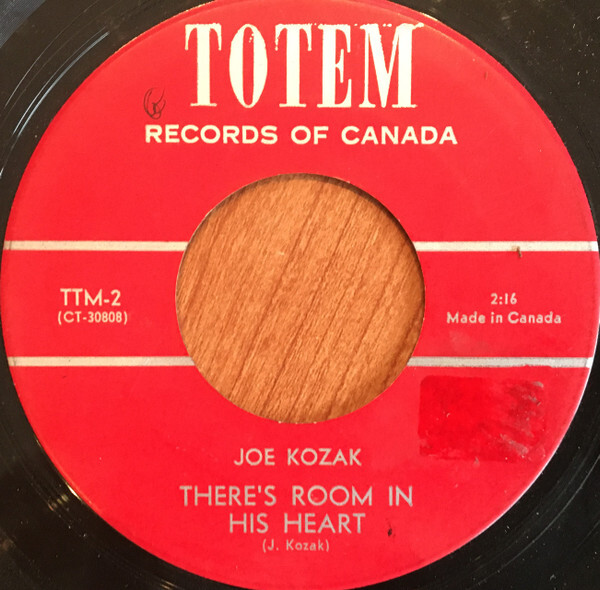 TOTEM
RECORDS OF CANADA
TTM-2
(CT-30808)
2:16
Made in Canada
JOE KOZAK
THERE'S ROOM IN
HIS HEART
(J. Kozak)